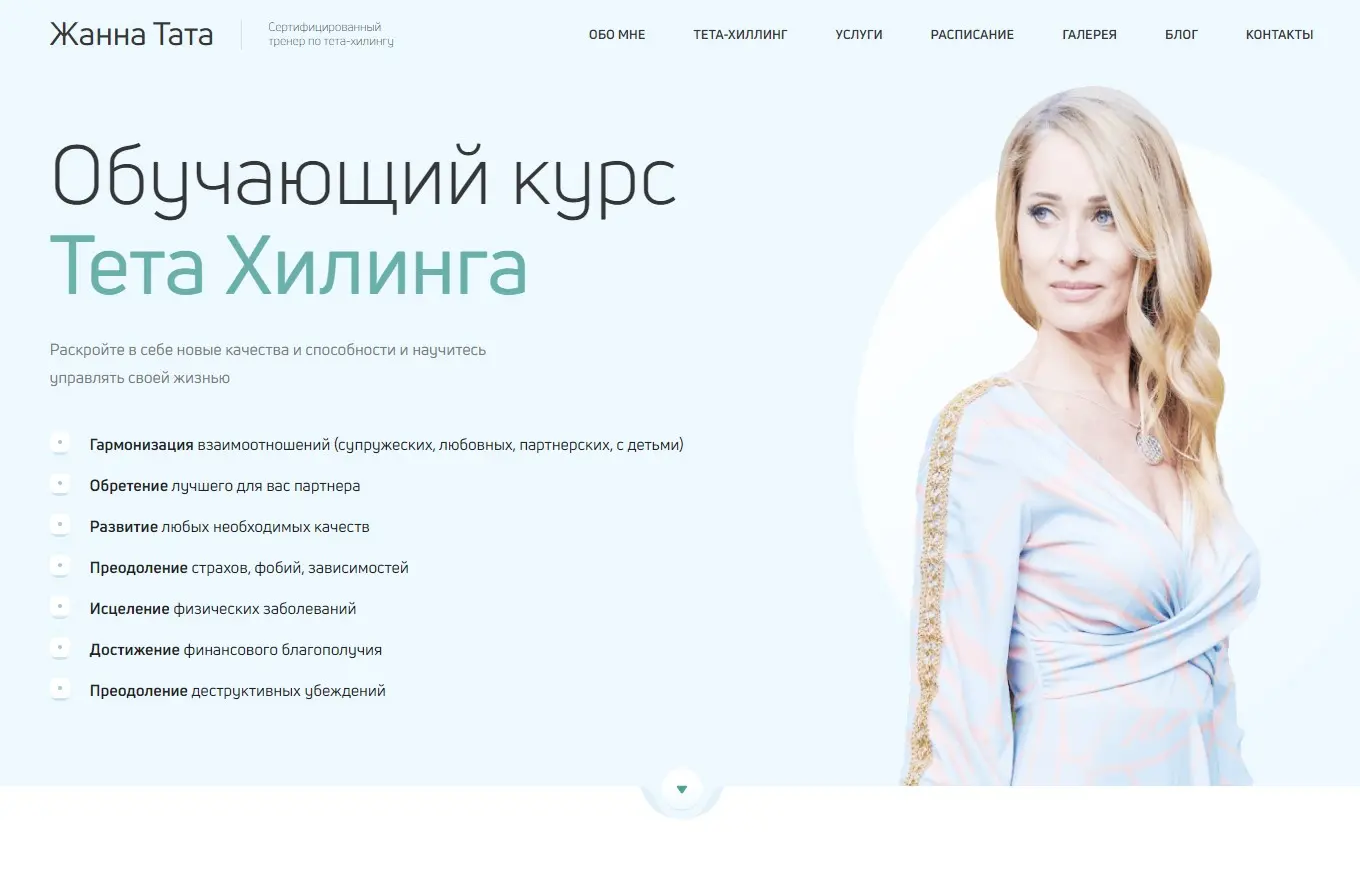 Жанна Тата
Сертифицированный
тренер по тета-хилингу
ОБО МНЕ
ТЕТА-ХИЛЛИНГ
УСЛУГИ
РАСПИСАНИЕ
ГАЛЕРЕЯ
БЛОГ
КОНТАКТЫ
Обучающий курс
Тета Хилинга
Раскройте в себе новые качества и способности и научитесь
управлять своей жизнью
Гармонизация взаимоотношений (супружеских, любовных, партнерских, с детьми)
Обретение лучшего для вас партнера
Развитие любых необходимых качеств
Преодоление страхов, фобий, зависимостей
Исцеление физических заболеваний
Достижение финансового благополучия
Преодоление деструктивных убеждений